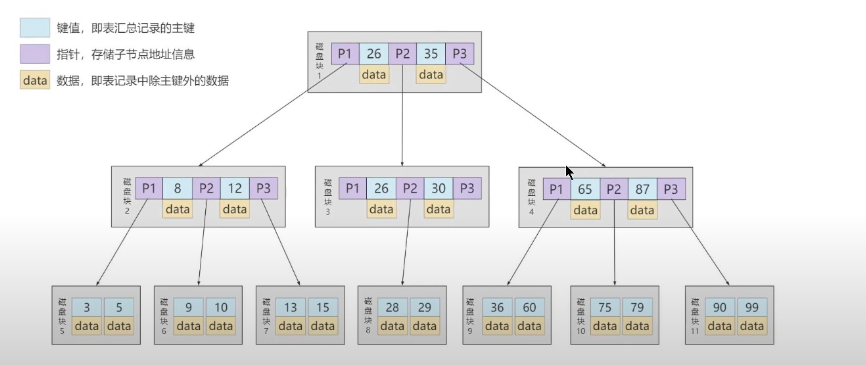 键值，即表汇总记录的主键
指针，存储子节点地址信息
data 数据，即表记录中除主键外的数据
磁盘块1 P1 26 P2 35 P3
data data
磁盘块2 P1 8 P2 12 P3
data data
磁盘块3 P1 26 P2 30 P3
data data
磁盘块4 P1 65 P2 87 P3
data data
磁盘块5 3 5
data data
磁盘块6 9 10
data data
磁盘块7 13 15
data data
磁盘块8 28 29
data data
磁盘块9 36 60
data data
磁盘块10 75 79
data data
磁盘块11 90 99
data data